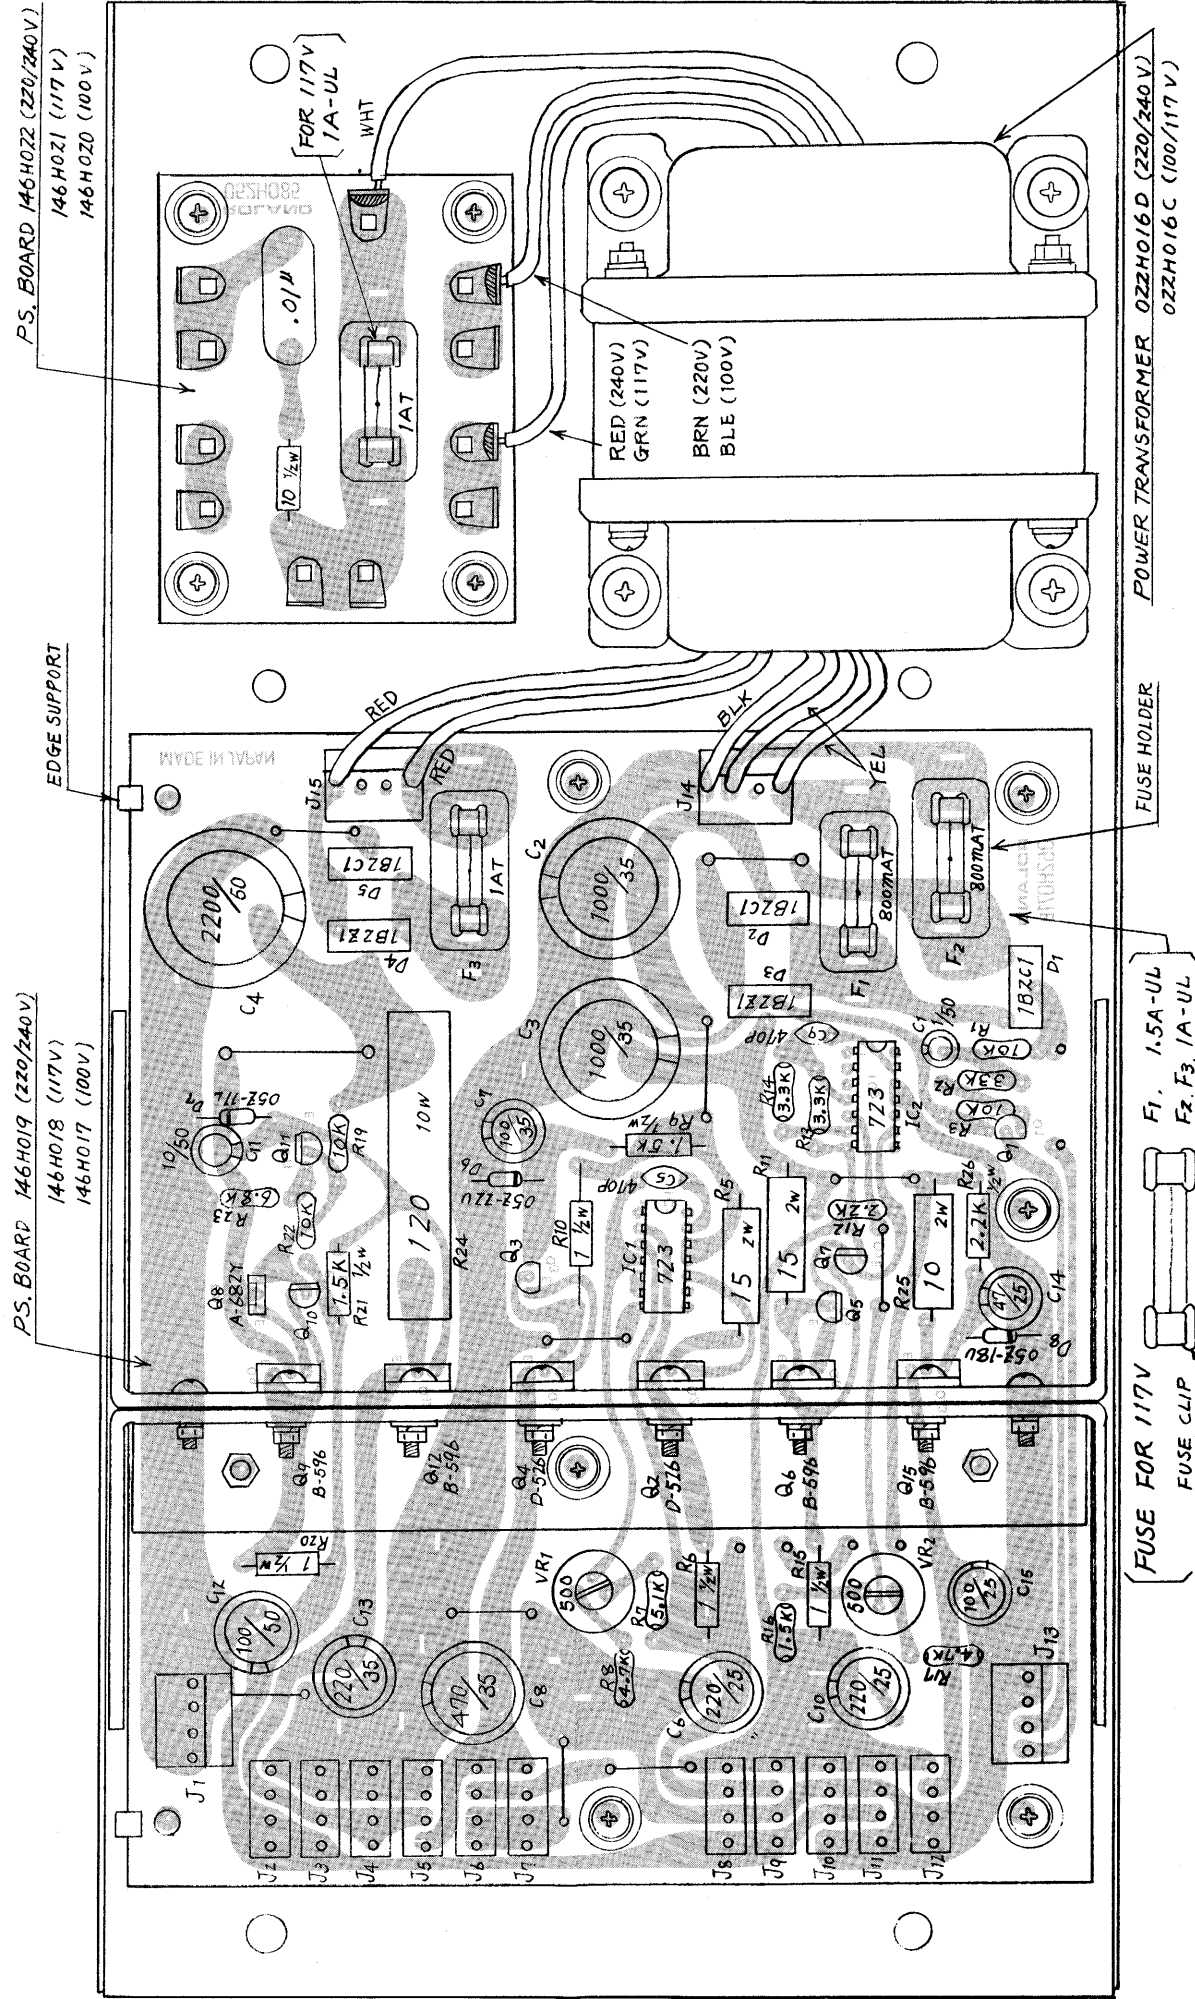 PS. BOARD 146H022 (220/240V)
146H021 (117V)
146H020 (100V)
EDGE SUPPORT
PS. BOARD 146H019 (220/240V)
146H018 (117V)
146H017 (100V)
FOR 117V
1A-UL
WHT
052H086
ROLAND
.01μ
1AT
10 1/2W
RED (240V)
GRN (117V)
BRN (220V)
BLE (100V)
POWER TRANSFORMER 022H016D (220/240V)
022H016C (100/117V)
RED
RED
BLK
YEL
MADE IN JAPAN
J15
J14
FUSE HOLDER
2200/50
C4
1BZC1
D5
1BZZ1
D4
1AT
F3
C2
1000/35
C3
1000/35
1BZC1
D2
1BZZ1
D3
800mAT
F1
800mAT
F2
1BZC1
D1
10/50
C11
D7
Q11
10K
R19
R23
6.8K
R22
10K
Q8
A-682Y
Q10
1.5K
1/2W
R21
120
10W
R24
C7
100/35
D6
Q3
R10
1 1/2W
R9 1/2W
1.5K
470P
C5
IC1
723
R5
15
2W
R11
15
2W
470P
C9
R14
3.3K
R13
3.3K
723
IC2
C1
1/50
R1
10K
R2
33K
R3
10K
Q1
R12
2.2K
Q7
Q5
R25
10
2W
R26
1/2W
2.2K
47/25
C14
05Z-18U
D8
Q9
B-596
Q12
B-596
Q4
D-526
Q2
D-526
Q6
B-596
Q15
B-596
R20
1 1/2W
C12
100/50
C13
220/35
470/35
C8
VR1
500
R7
5.1K
R8
4.7K
R6
1 1/2W
C6
220/25
R16
1.5K
R15
1 1/2W
VR2
500
C10
220/25
R17
4.7K
100/25
C15
J13
J1
J2
J3
J4
J5
J6
J7
J8
J9
J10
J11
J12
FUSE FOR 117V
FUSE CLIP
F1, 1.5A-UL
F2, F3, 1A-UL